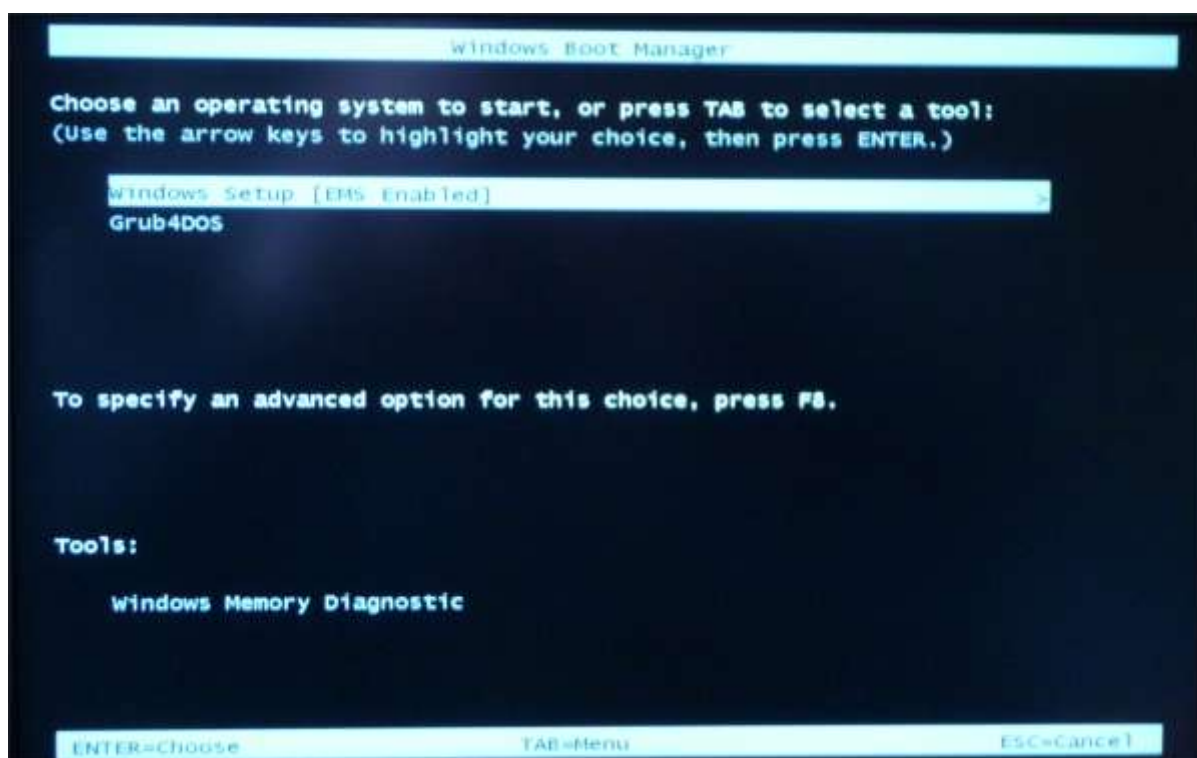 Windows Boot Manager
Choose an operating system to start, or press TAB to select a tool:
(Use the arrow keys to highlight your choice, then press ENTER.)
Windows Setup [EMS Enabled] >
Grub4DOS
To specify an advanced option for this choice, press F8.
Tools:
Windows Memory Diagnostic
ENTER=Choose TAB=Menu ESC=Cancel